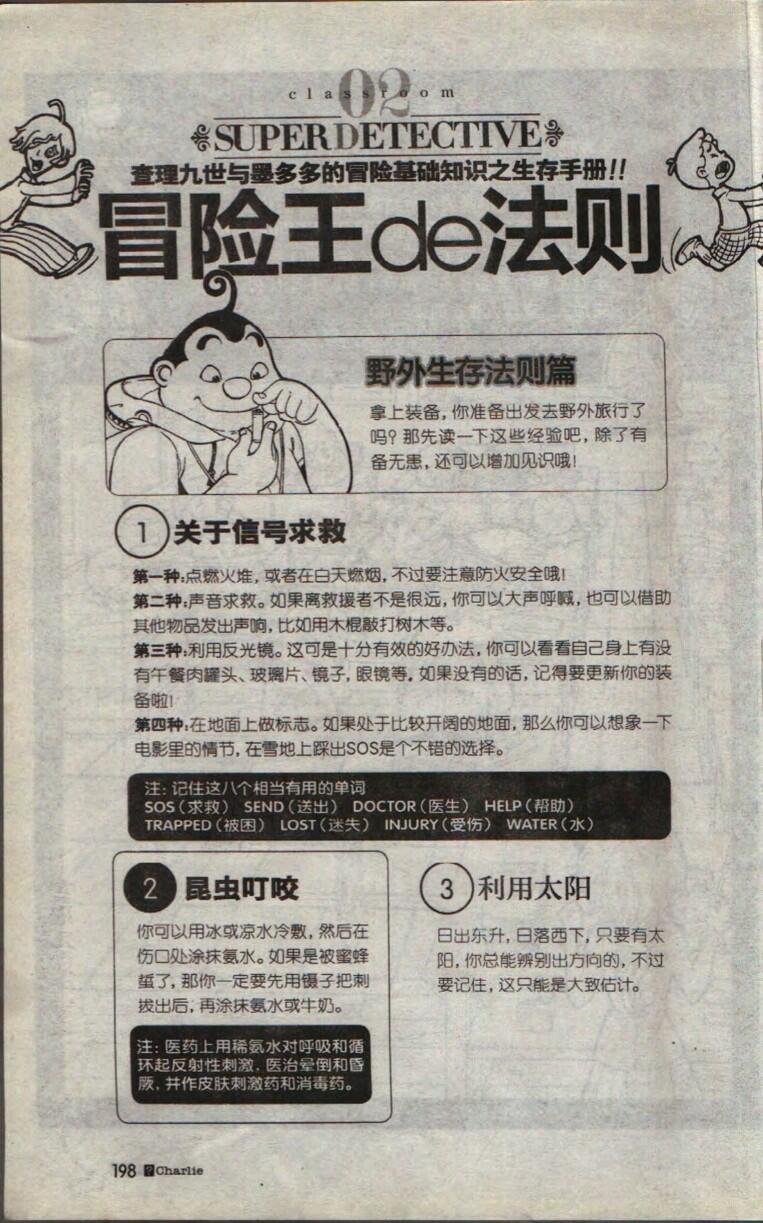 classroom
02
SUPER DETECTIVE
查理九世与墨多多的冒险基础知识之生存手册!!
冒险王de法则
野外生存法则篇
拿上装备，你准备出发去野外旅行了
吗？那先读一下这些经验吧，除了有
备无患，还可以增加见识哦！
1 关于信号求救
第一种：点燃火堆，或者在白天燃烟，不过要注意防火安全哦！
第二种：声音求救。如果离救援者不是很远，你可以大声呼喊，也可以借助
其他物品发出声响，比如用木棍敲打树木等。
第三种：利用反光镜。这可是十分有效的好办法，你可以看看自己身上有没
有午餐肉罐头、玻璃片、镜子，眼镜等。如果没有的话，记得要更新你的装
备啦！
第四种：在地面上做标志。如果处于比较开阔的地面，那么你可以想象一下
电影里的情节，在雪地上踩出SOS是个不错的选择。
注：记住这八个相当有用的单词
SOS（求救） SEND（送出） DOCTOR（医生） HELP（帮助）
TRAPPED（被困） LOST（迷失） INJURY（受伤） WATER（水）
2 昆虫叮咬
你可以用冰或凉水冷敷，然后在
伤口处涂抹氨水。如果是被蜜蜂
蜇了，那你一定要先用镊子把刺
拔出后，再涂抹氨水或牛奶。
注：医药上用稀氨水对呼吸和循
环起反射性刺激，医治晕倒和昏
厥，并作皮肤刺激药和消毒药。
3 利用太阳
日出东升，日落西下，只要有太
阳，你总能辨别出方向的，不过
要记住，这只能是大致估计。
198 ? Charlie